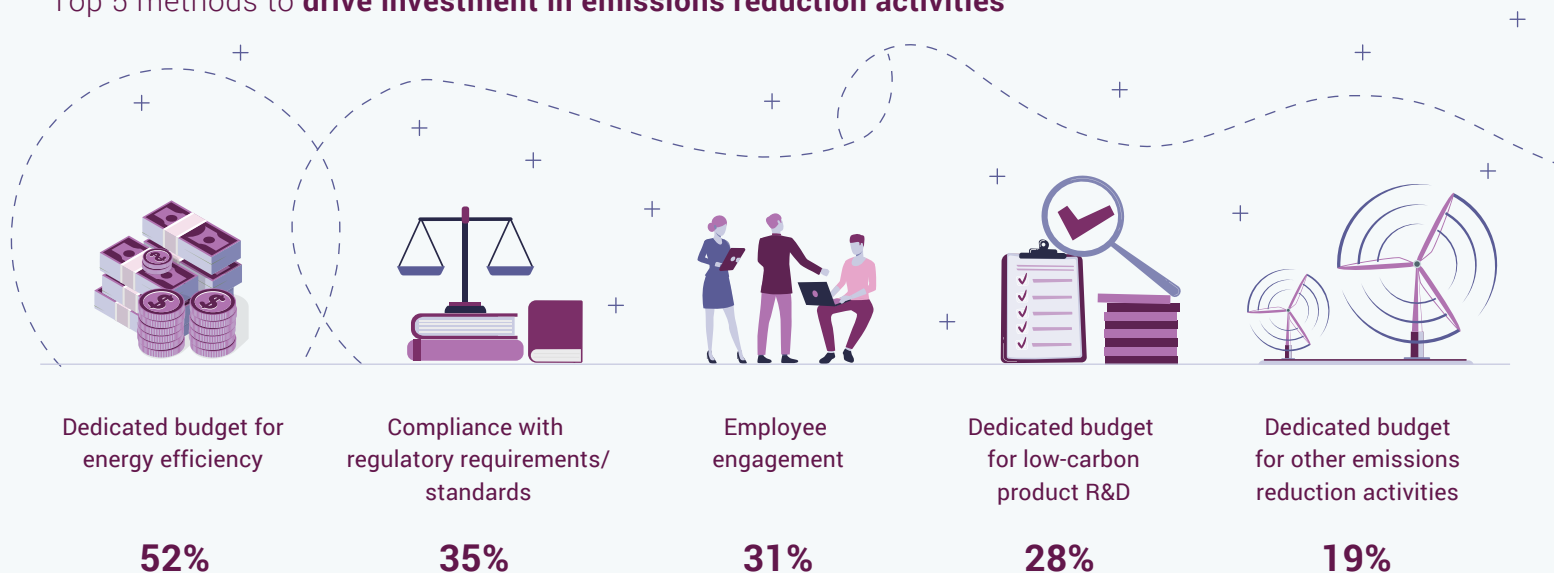 Top 5 methods to drive investment in emissions reduction activities
Dedicated budget for
energy efficiency
52%
Compliance with
regulatory requirements/
standards
35%
Employee
engagement
31%
Dedicated budget
for low-carbon
product R&D
28%
Dedicated budget
for other emissions
reduction activities
19%